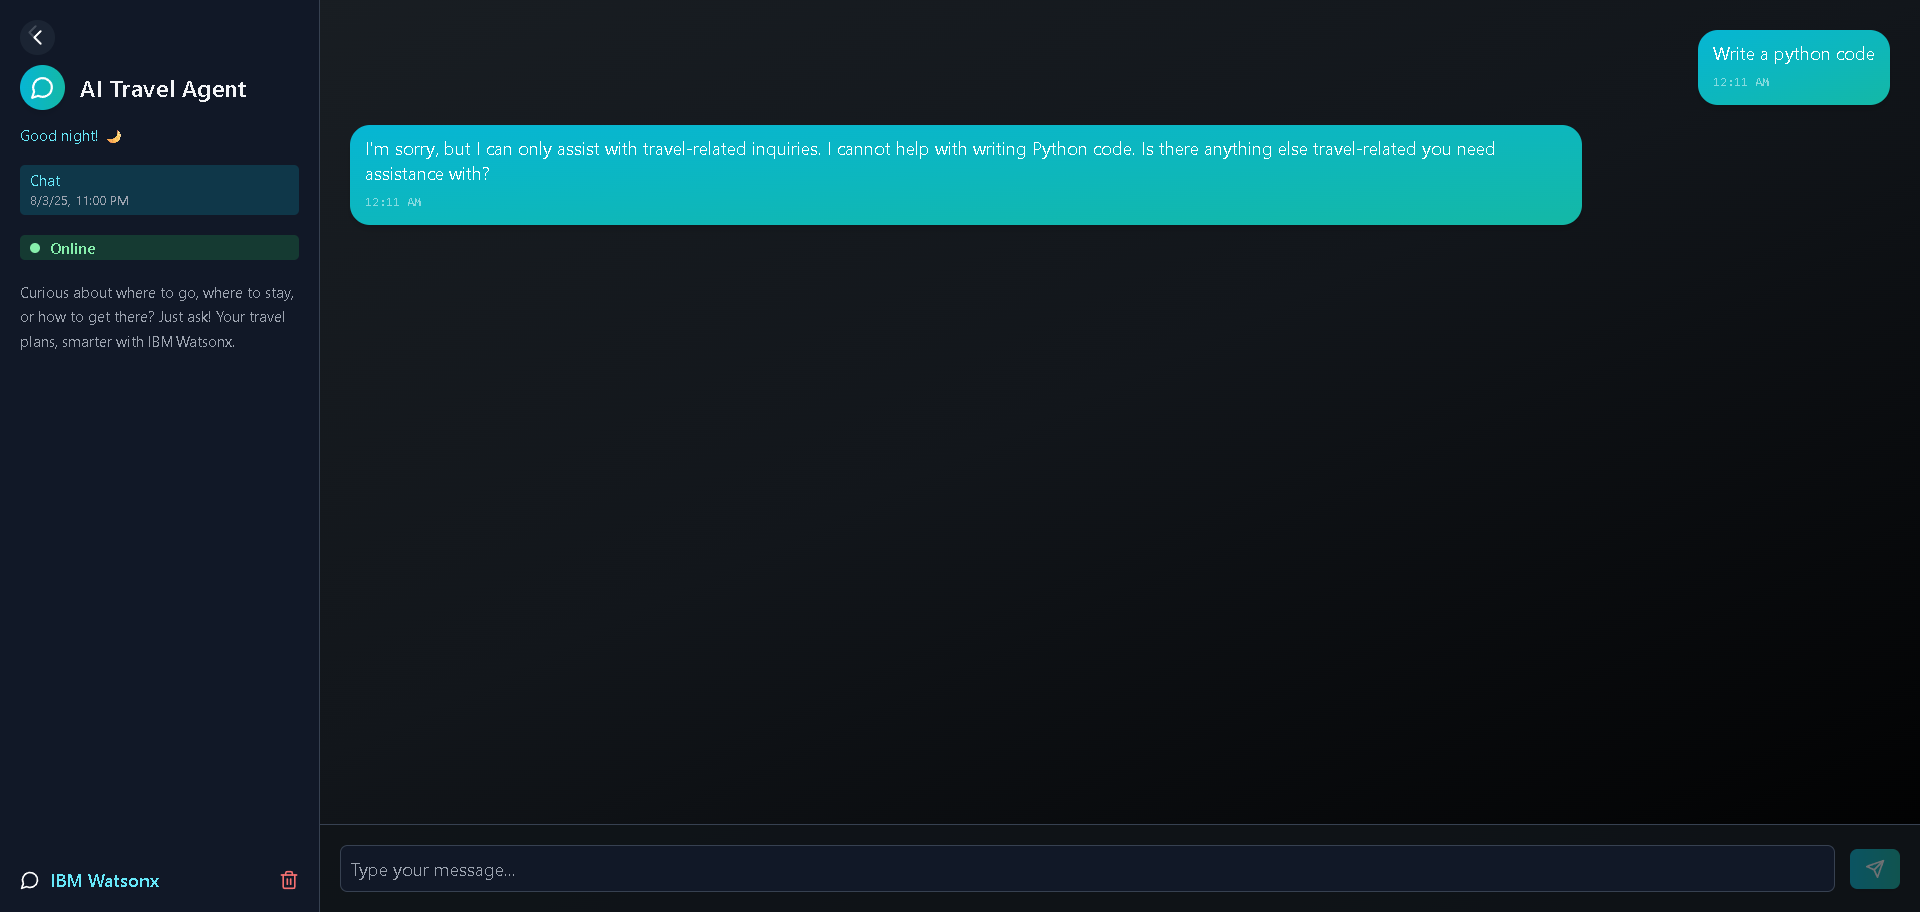 AI Travel Agent
Good night! 🌙
Chat
8/3/25, 11:00 PM
Online
Curious about where to go, where to stay,
or how to get there? Just ask! Your travel
plans, smarter with IBM Watsonx.
IBM Watsonx
Write a python code
12:11 AM
I'm sorry, but I can only assist with travel-related inquiries. I cannot help with writing Python code. Is there anything else travel-related you need
assistance with?
12:11 AM
Type your message...